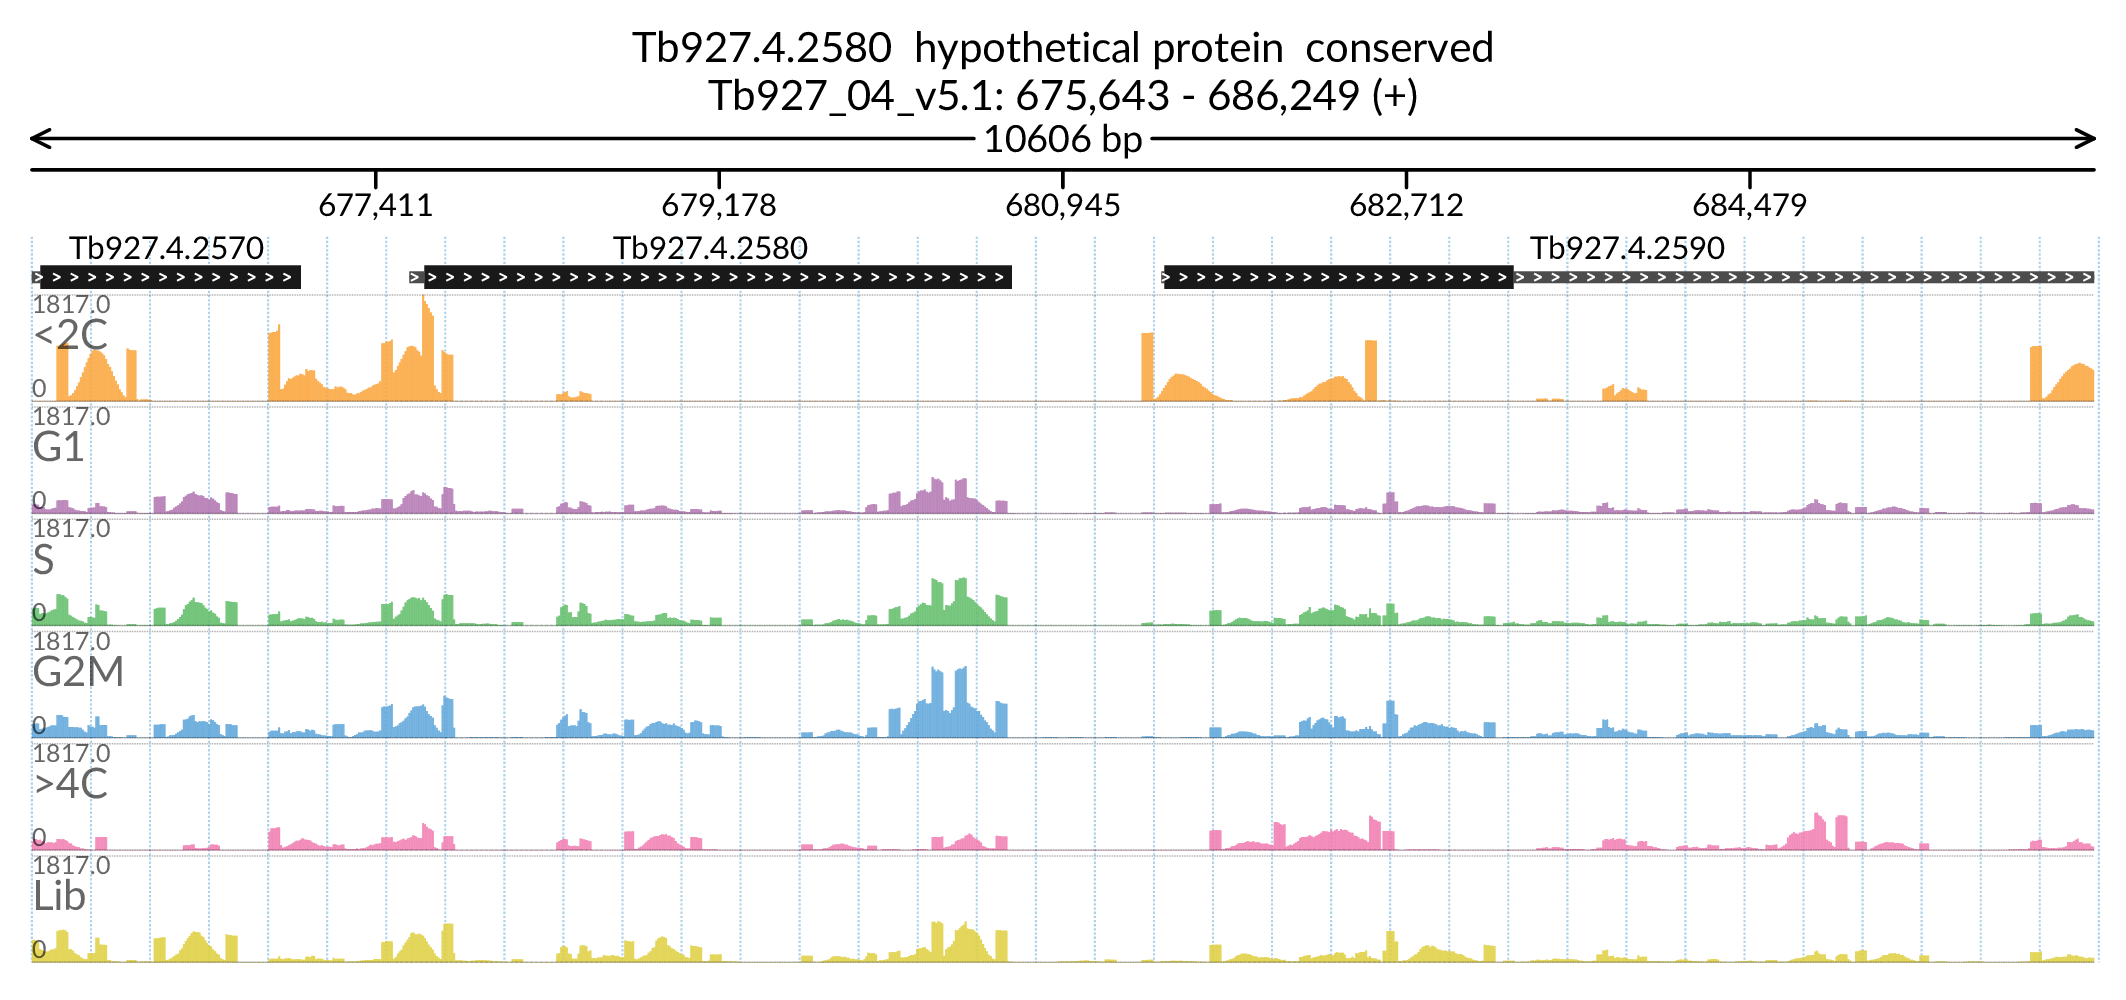 Tb927.4.2580  hypothetical protein  conserved
Tb927_04_v5.1: 675,643 - 686,249 (+)
10606 bp
677,411 679,178 680,945 682,712 684,479
Tb927.4.2570 Tb927.4.2580 Tb927.4.2590
1817.0
<2C
0
1817.0
G1
0
1817.0
S
0
1817.0
G2M
0
1817.0
>4C
0
1817.0
Lib
0